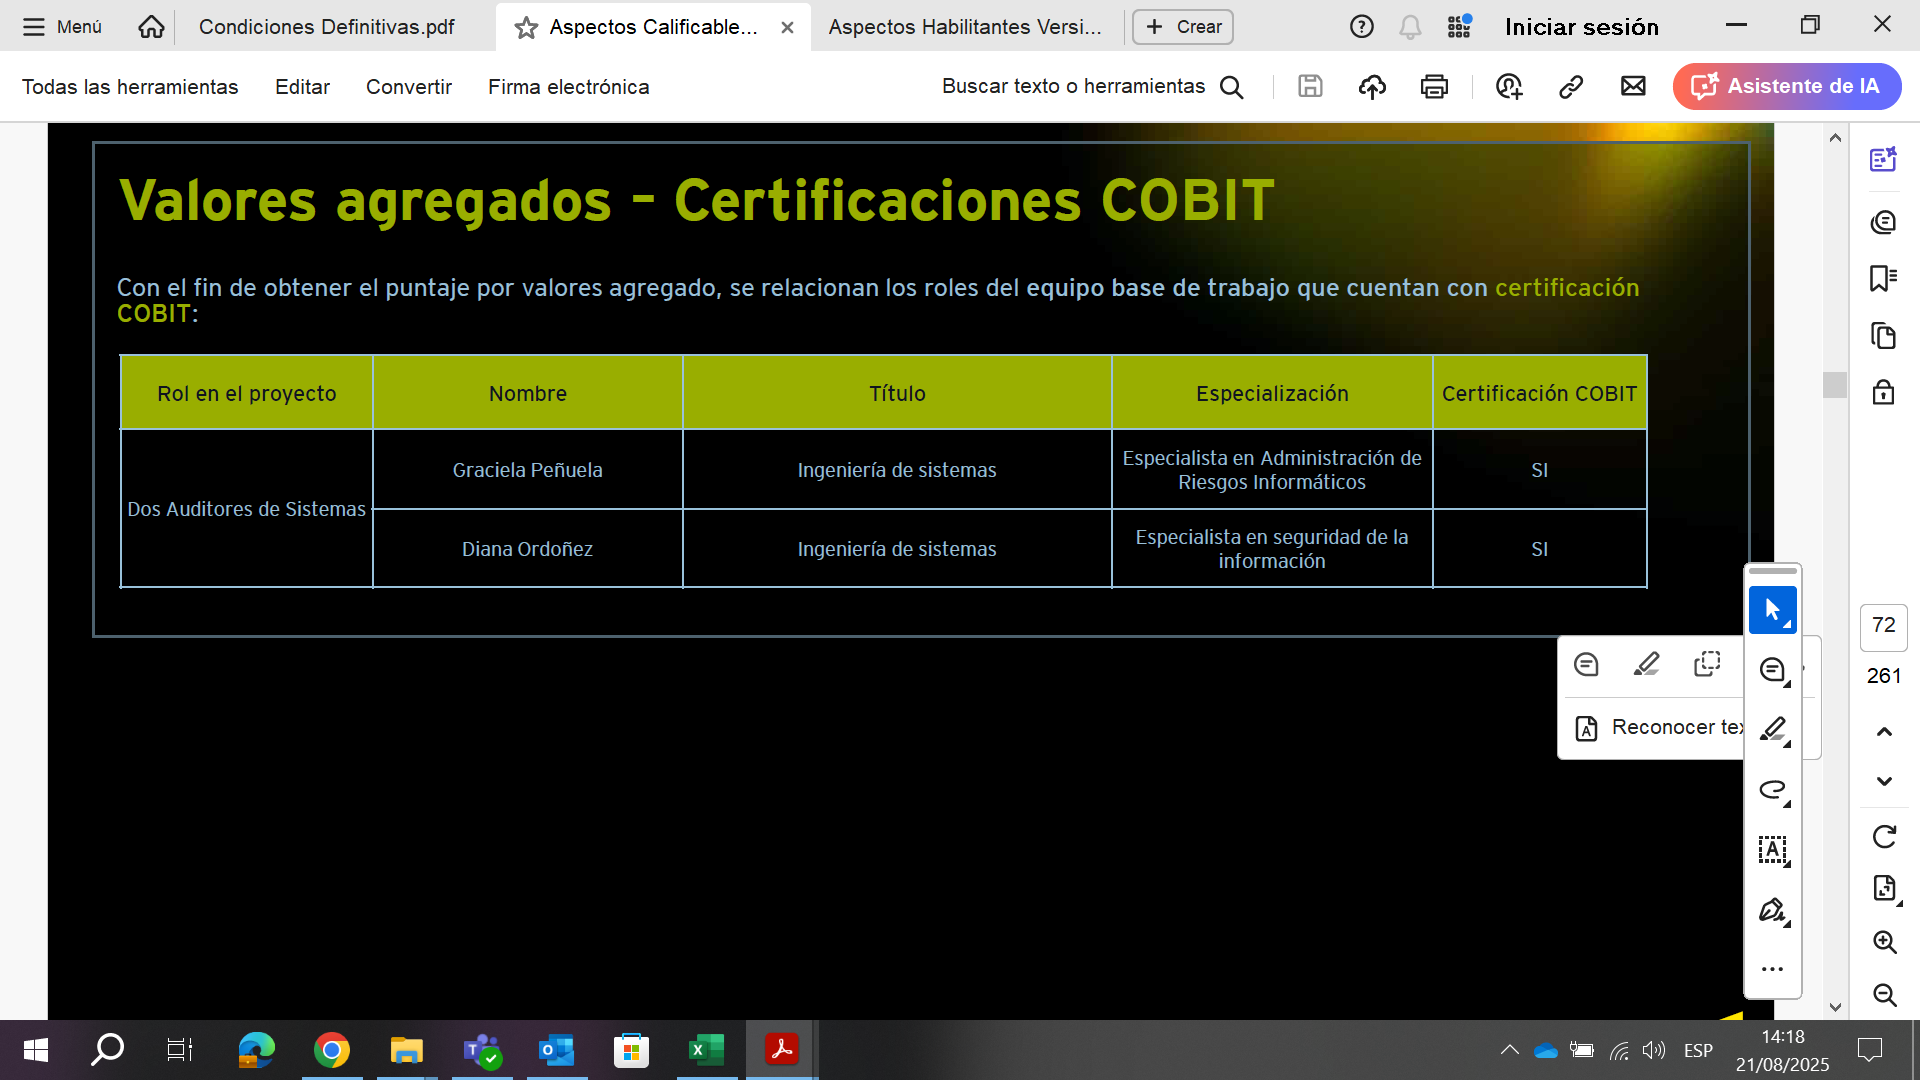 Menú
Condiciones Definitivas.pdf
Aspectos Calificable...
Aspectos Habilitantes Versi...
Crear
Iniciar sesión
Todas las herramientas
Editar
Convertir
Firma electrónica
Buscar texto o herramientas
Asistente de IA
Valores agregados – Certificaciones COBIT
Con el fin de obtener el puntaje por valores agregado, se relacionan los roles del equipo base de trabajo que cuentan con certificación
COBIT:
Rol en el proyecto
Nombre
Título
Especialización
Certificación COBIT
Dos Auditores de Sistemas
Graciela Peñuela
Ingeniería de sistemas
Especialista en Administración de
Riesgos Informáticos
SI
Diana Ordoñez
Ingeniería de sistemas
Especialista en seguridad de la
información
SI
72
261
Reconocer tex
ESP
14:18
21/08/2025